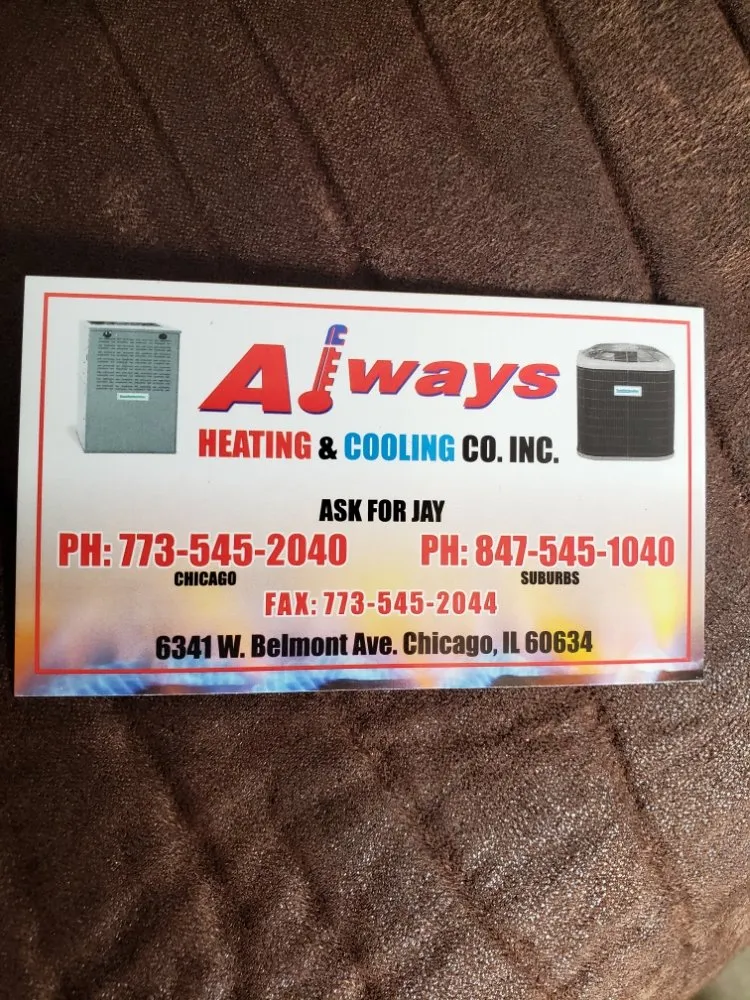 Always
HEATING & COOLING CO. INC.
ASK FOR JAY
PH: 773-545-2040 PH: 847-545-1040
CHICAGO SUBURBS
FAX: 773-545-2044
6341 W. Belmont Ave. Chicago, IL 60634